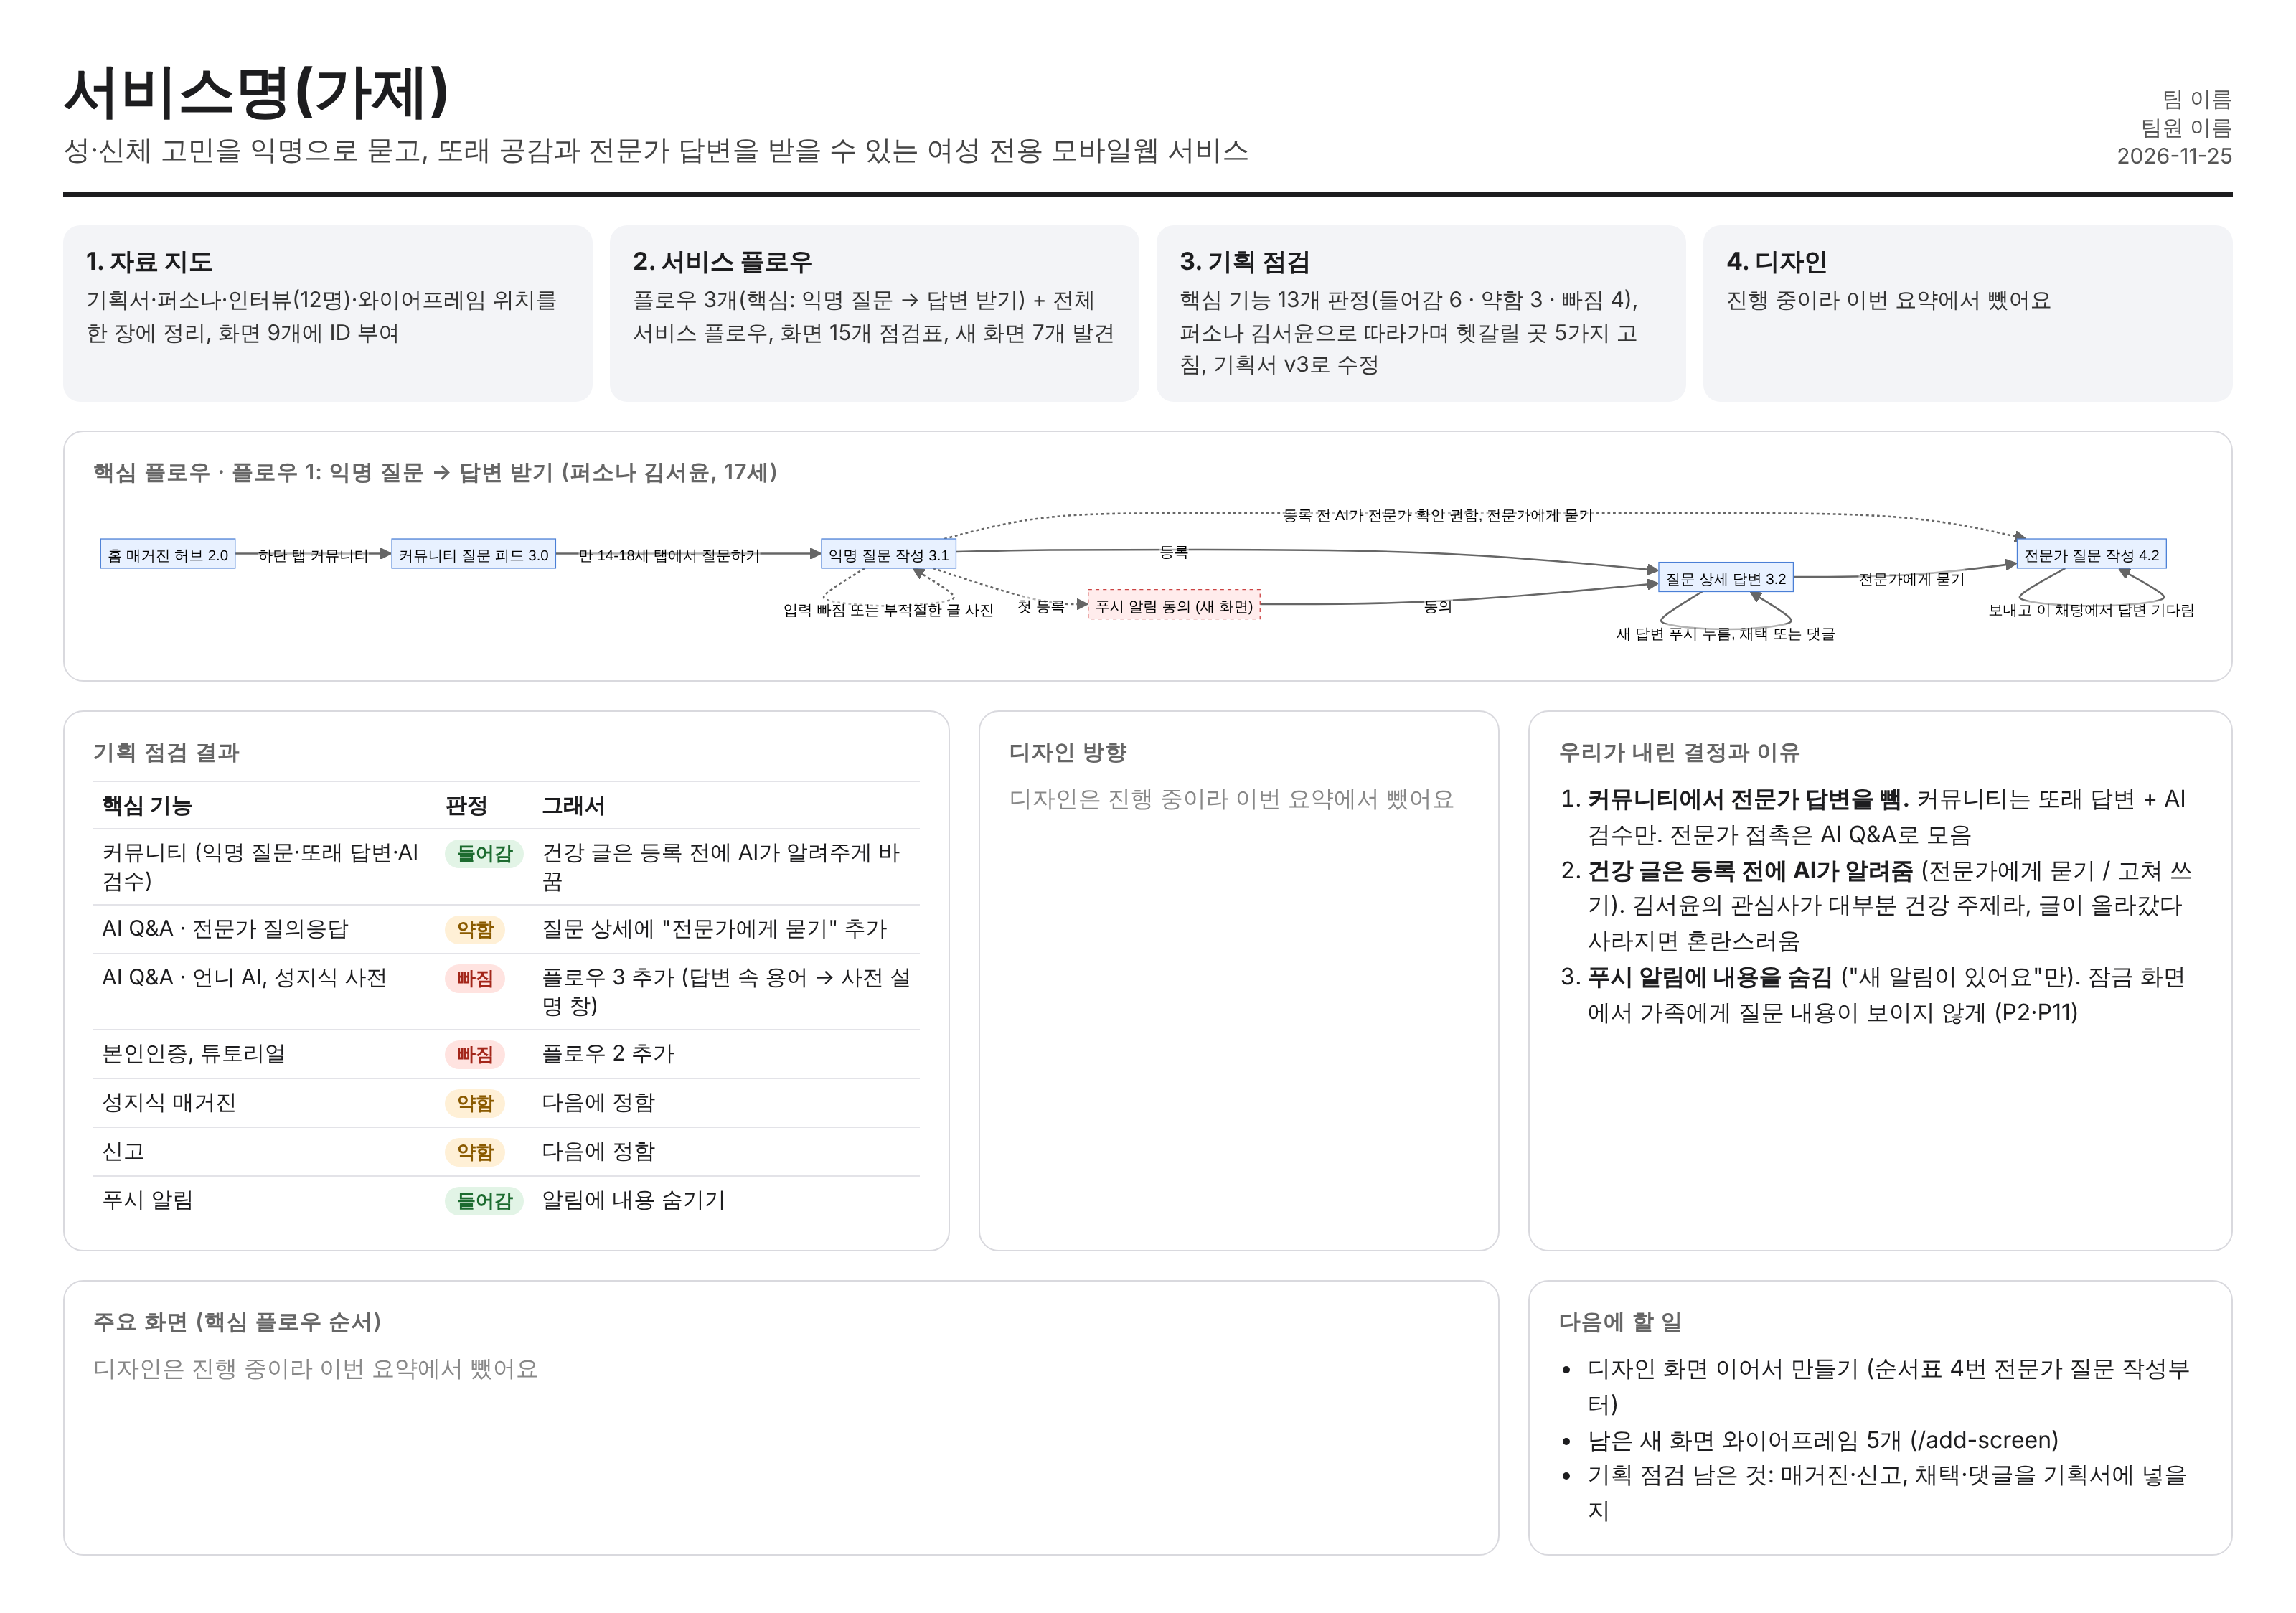 서비스명(가제)
성·신체 고민을 익명으로 묻고, 또래 공감과 전문가 답변을 받을 수 있는 여성 전용 모바일웹 서비스
팀 이름
팀원 이름
2026-11-25
1. 자료 지도
기획서·퍼소나·인터뷰(12명)·와이어프레임 위치를
한 장에 정리, 화면 9개에 ID 부여
2. 서비스 플로우
플로우 3개(핵심: 익명 질문 → 답변 받기) + 전체
서비스 플로우, 화면 15개 점검표, 새 화면 7개 발견
3. 기획 점검
핵심 기능 13개 판정(들어감 6 · 약함 3 · 빠짐 4),
퍼소나 김서윤으로 따라가며 헷갈릴 곳 5가지 고
침, 기획서 v3로 수정
4. 디자인
진행 중이라 이번 요약에서 뺐어요
핵심 플로우 · 플로우 1: 익명 질문 → 답변 받기 (퍼소나 김서윤, 17세)
등록 전 AI가 전문가 확인 권함, 전문가에게 묻기
홈 매거진 허브 2.0
하단 탭 커뮤니티
커뮤니티 질문 피드 3.0
만 14-18세 탭에서 질문하기
익명 질문 작성 3.1
등록
전문가 질문 작성 4.2
질문 상세 답변 3.2
전문가에게 묻기
입력 빠짐 또는 부적절한 글 사진
첫 등록
푸시 알림 동의 (새 화면)
동의
보내고 이 채팅에서 답변 기다림
새 답변 푸시 누름, 채택 또는 댓글
기획 점검 결과
핵심 기능 판정 그래서
커뮤니티 (익명 질문·또래 답변·AI 들어감 건강 글은 등록 전에 AI가 알려주게 바
검수) 꿈
AI Q&A · 전문가 질의응답 약함 질문 상세에 "전문가에게 묻기" 추가
AI Q&A · 언니 AI, 성지식 사전 빠짐 플로우 3 추가 (답변 속 용어 → 사전 설
명 창)
본인인증, 튜토리얼 빠짐 플로우 2 추가
성지식 매거진 약함 다음에 정함
신고 약함 다음에 정함
푸시 알림 들어감 알림에 내용 숨기기
디자인 방향
디자인은 진행 중이라 이번 요약에서 뺐어요
우리가 내린 결정과 이유
1. 커뮤니티에서 전문가 답변을 뺌. 커뮤니티는 또래 답변 + AI
검수만. 전문가 접촉은 AI Q&A로 모음
2. 건강 글은 등록 전에 AI가 알려줌 (전문가에게 묻기 / 고쳐 쓰
기). 김서윤의 관심사가 대부분 건강 주제라, 글이 올라갔다
사라지면 혼란스러움
3. 푸시 알림에 내용을 숨김 ("새 알림이 있어요"만). 잠금 화면
에서 가족에게 질문 내용이 보이지 않게 (P2·P11)
주요 화면 (핵심 플로우 순서)
디자인은 진행 중이라 이번 요약에서 뺐어요
다음에 할 일
• 디자인 화면 이어서 만들기 (순서표 4번 전문가 질문 작성부
터)
• 남은 새 화면 와이어프레임 5개 (/add-screen)
• 기획 점검 남은 것: 매거진·신고, 채택·댓글을 기획서에 넣을
지